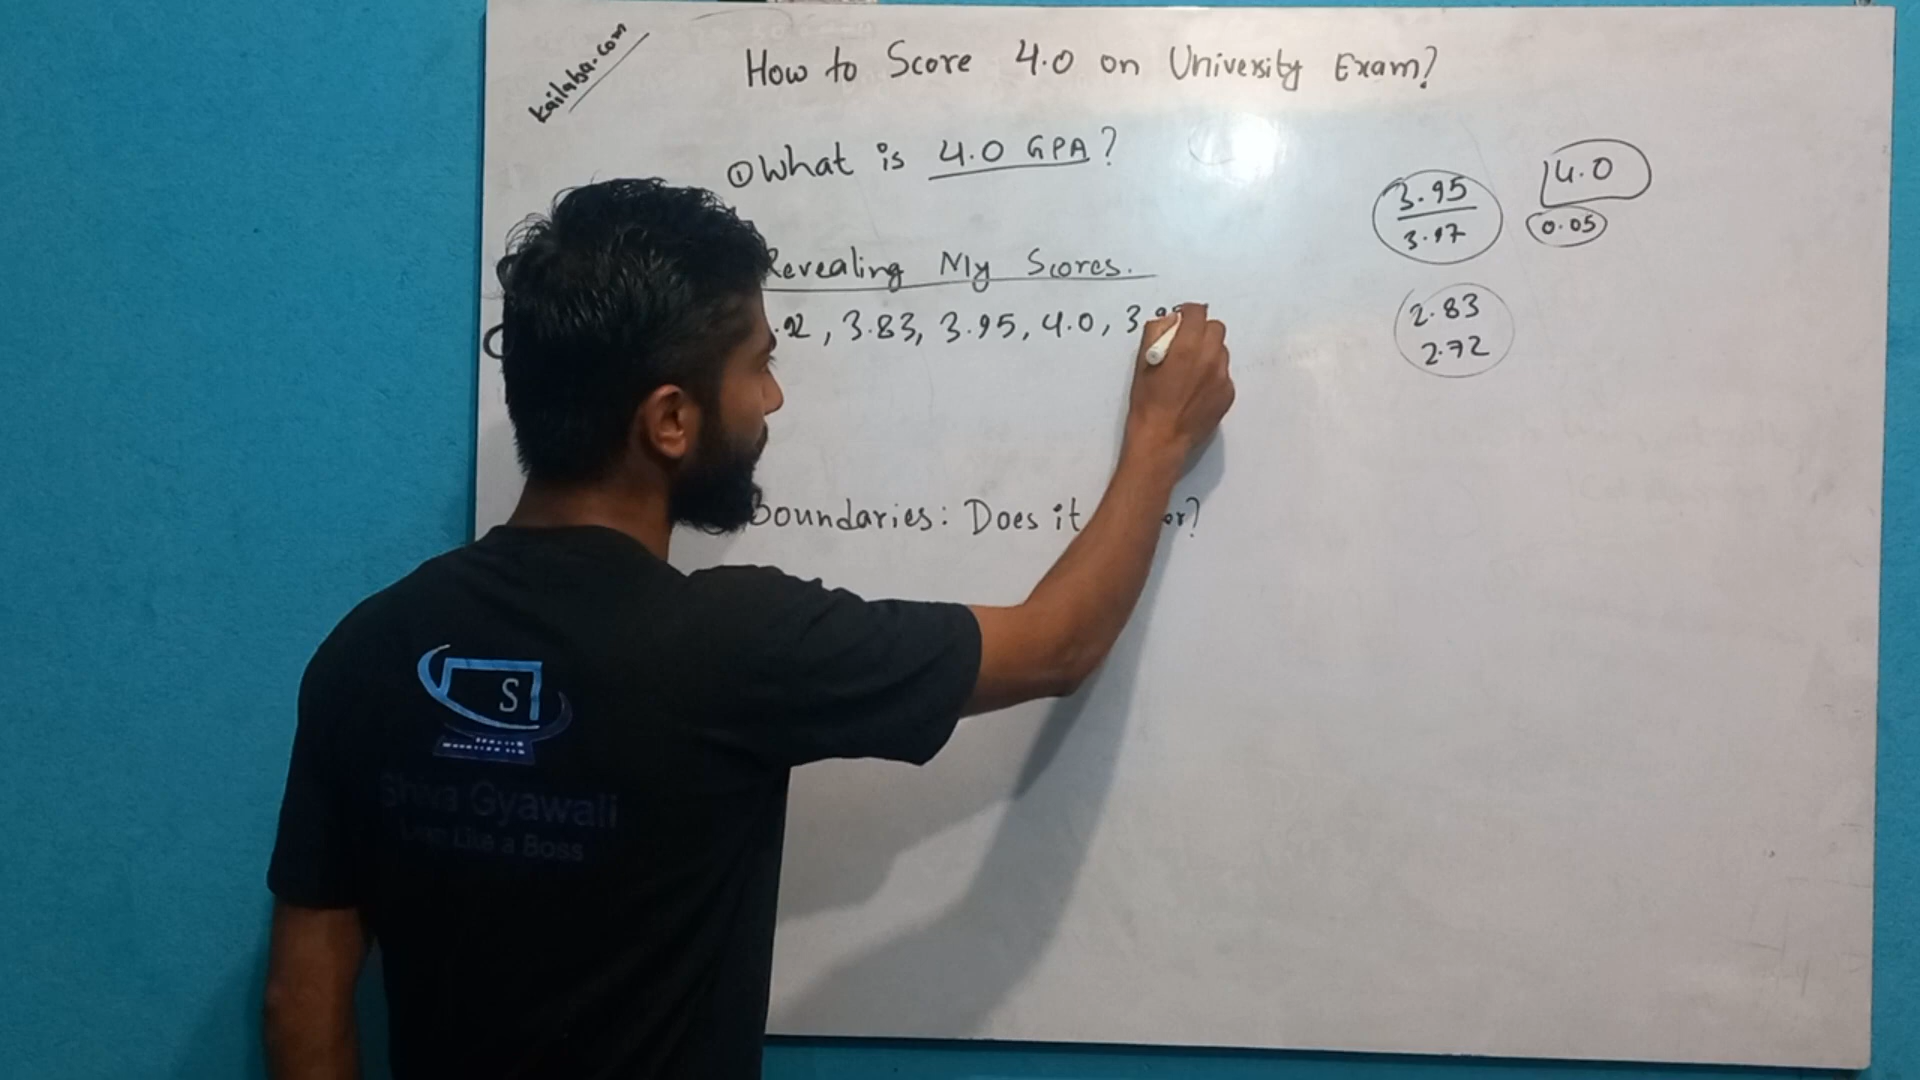 kailaba.com
How to Score 4.0 on University Exam?
① What is 4.0 GPA?
3.95
3.97
4.0
0.05
Revealing My Scores.
.92, 3.83, 3.95, 4.0, 3.9
2.83
2.72
Boundaries: Does it
S
Shiva Gyawali
Like a Boss